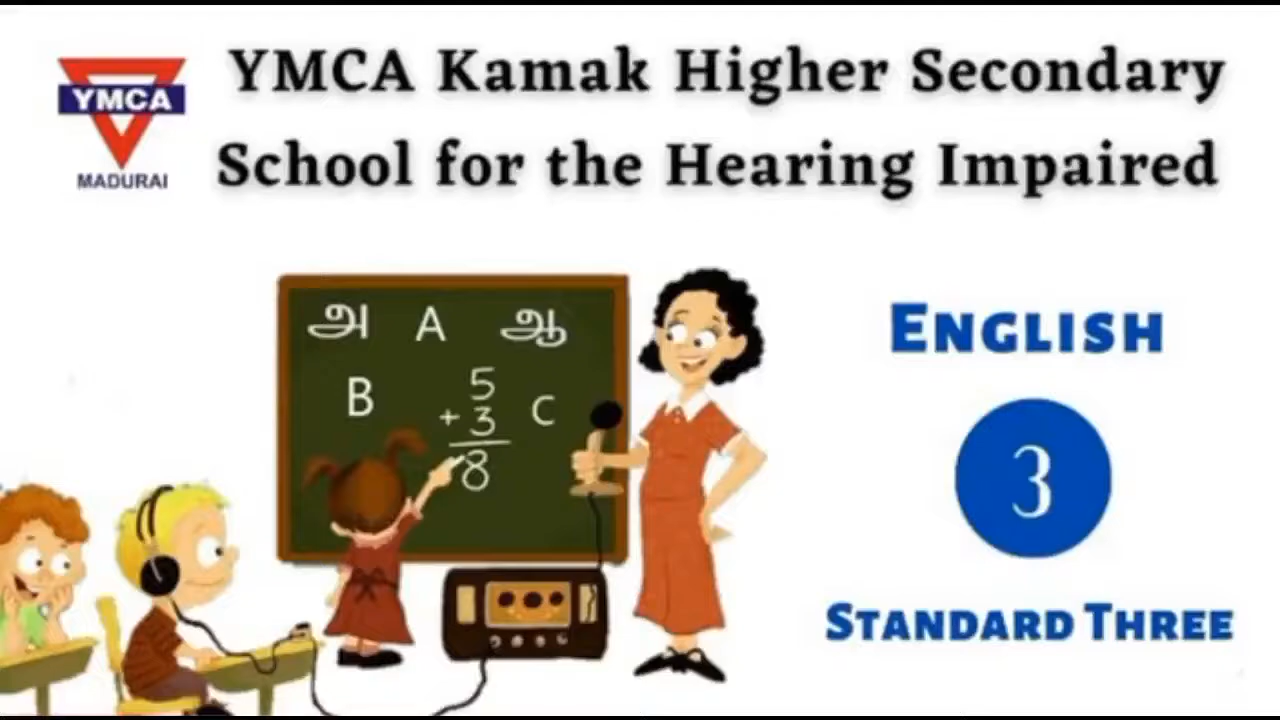 YMCA
MADURAI
YMCA Kamak Higher Secondary
School for the Hearing Impaired
அ A ஆ
B C
5
+ 3
8
ENGLISH
3
STANDARD THREE